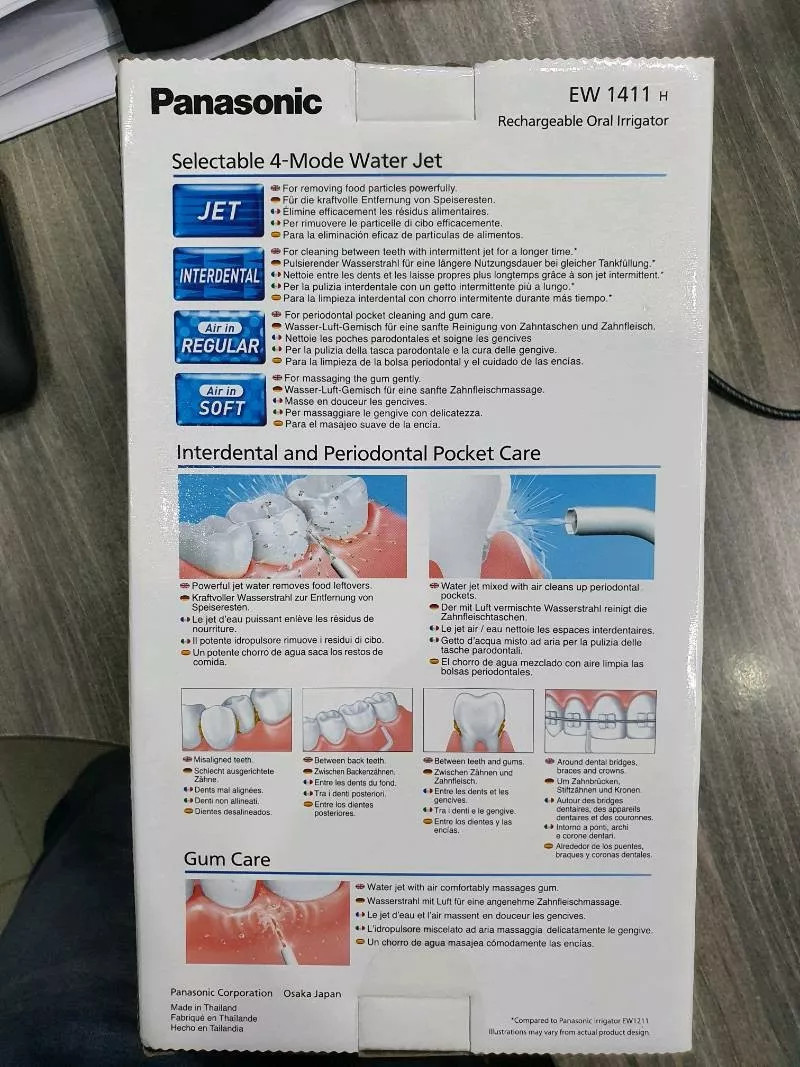 Panasonic
EW 1411 H
Rechargeable Oral Irrigator
Selectable 4-Mode Water Jet
JET
For removing food particles powerfully.
Für die kraftvolle Entfernung von Speiseresten.
Élimine efficacement les résidus alimentaires.
Per rimuovere le particelle di cibo efficacemente.
Para la eliminación eficaz de particulas de alimentos.
INTERDENTAL
For cleaning between teeth with intermittent jet for a longer time.*
Pulsierender Wasserstrahl für eine längere Nutzungsdauer bei gleicher Tankfüllung.*
Nettoie entre les dents et les laisse propres plus longtemps grâce à son jet intermittent.*
Per la pulizia interdentale con un getto intermittente più a lungo.*
Para la limpieza interdental con chorro intermitente durante más tiempo.*
Air in
REGULAR
For periodontal pocket cleaning and gum care.
Wasser-Luft-Gemisch für eine sanfte Reinigung von Zahntaschen und Zahnfleisch.
Nettoie les poches parodontales et soigne les gencives
Per la pulizia della tasca parodontale e la cura delle gengive.
Para la limpieza de la bolsa periodontal y el cuidado de las encías.
Air in
SOFT
For massaging the gum gently.
Wasser-Luft-Gemisch für eine sanfte Zahnfleischmassage.
Masse en douceur les gencives.
Per massaggiare le gengive con delicatezza.
Para el masajeo suave de la encía.
Interdental and Periodontal Pocket Care
Powerful jet water removes food leftovers.
Kraftvoller Wasserstrahl zur Entfernung von
Speiseresten.
Le jet d'eau puissant enlève les résidus de
nourriture.
Il potente idropulsore rimuove i residui di cibo.
Un potente chorro de agua saca los restos de
comida.
Water jet mixed with air cleans up periodontal
pockets.
Der mit Luft vermischte Wasserstrahl reinigt die
Zahnfleischtaschen.
Le jet air / eau nettoie les espaces interdentaires.
Getto d'acqua misto ad aria per la pulizia delle
tasche parodontali.
El chorro de agua mezclado con aire limpia las
bolsas periodontales.
Misaligned teeth.
Schlecht ausgerichtete
Zähne.
Dents mal alignées.
Denti non allineati.
Dientes desalineados.
Between back teeth.
Zwischen Backenzähnen.
Entre les dents du fond.
Tra i denti posteriori.
Entre los dientes
posteriores.
Between teeth and gums.
Zwischen Zähnen und
Zahnfleisch.
Entre les dents et les
gencives.
Tra i denti e le gengive.
Entre los dientes y las
encías.
Around dental bridges,
braces and crowns.
Um Zahnbrücken,
Stiftzähnen und Kronen.
Autour des bridges
dentaires, des appareils
dentaires et des couronnes.
Intorno a ponti, archi
e corone dentari.
Alrededor de los puentes,
braques y coronas dentales.
Gum Care
Water jet with air comfortably massages gum.
Wasserstrahl mit Luft für eine angenehme Zahnfleischmassage.
Le jet d'eau et l'air massent en douceur les gencives.
L'idropulsore miscelato ad aria massaggia delicatamente le gengive.
Un chorro de agua masajea cómodamente las encías.
Panasonic Corporation Osaka Japan
Made in Thailand
Fabriqué en Thaïlande
Hecho en Tailandia
*Compared to Panasonic irrigator EW1211
Illustrations may vary from actual product design.